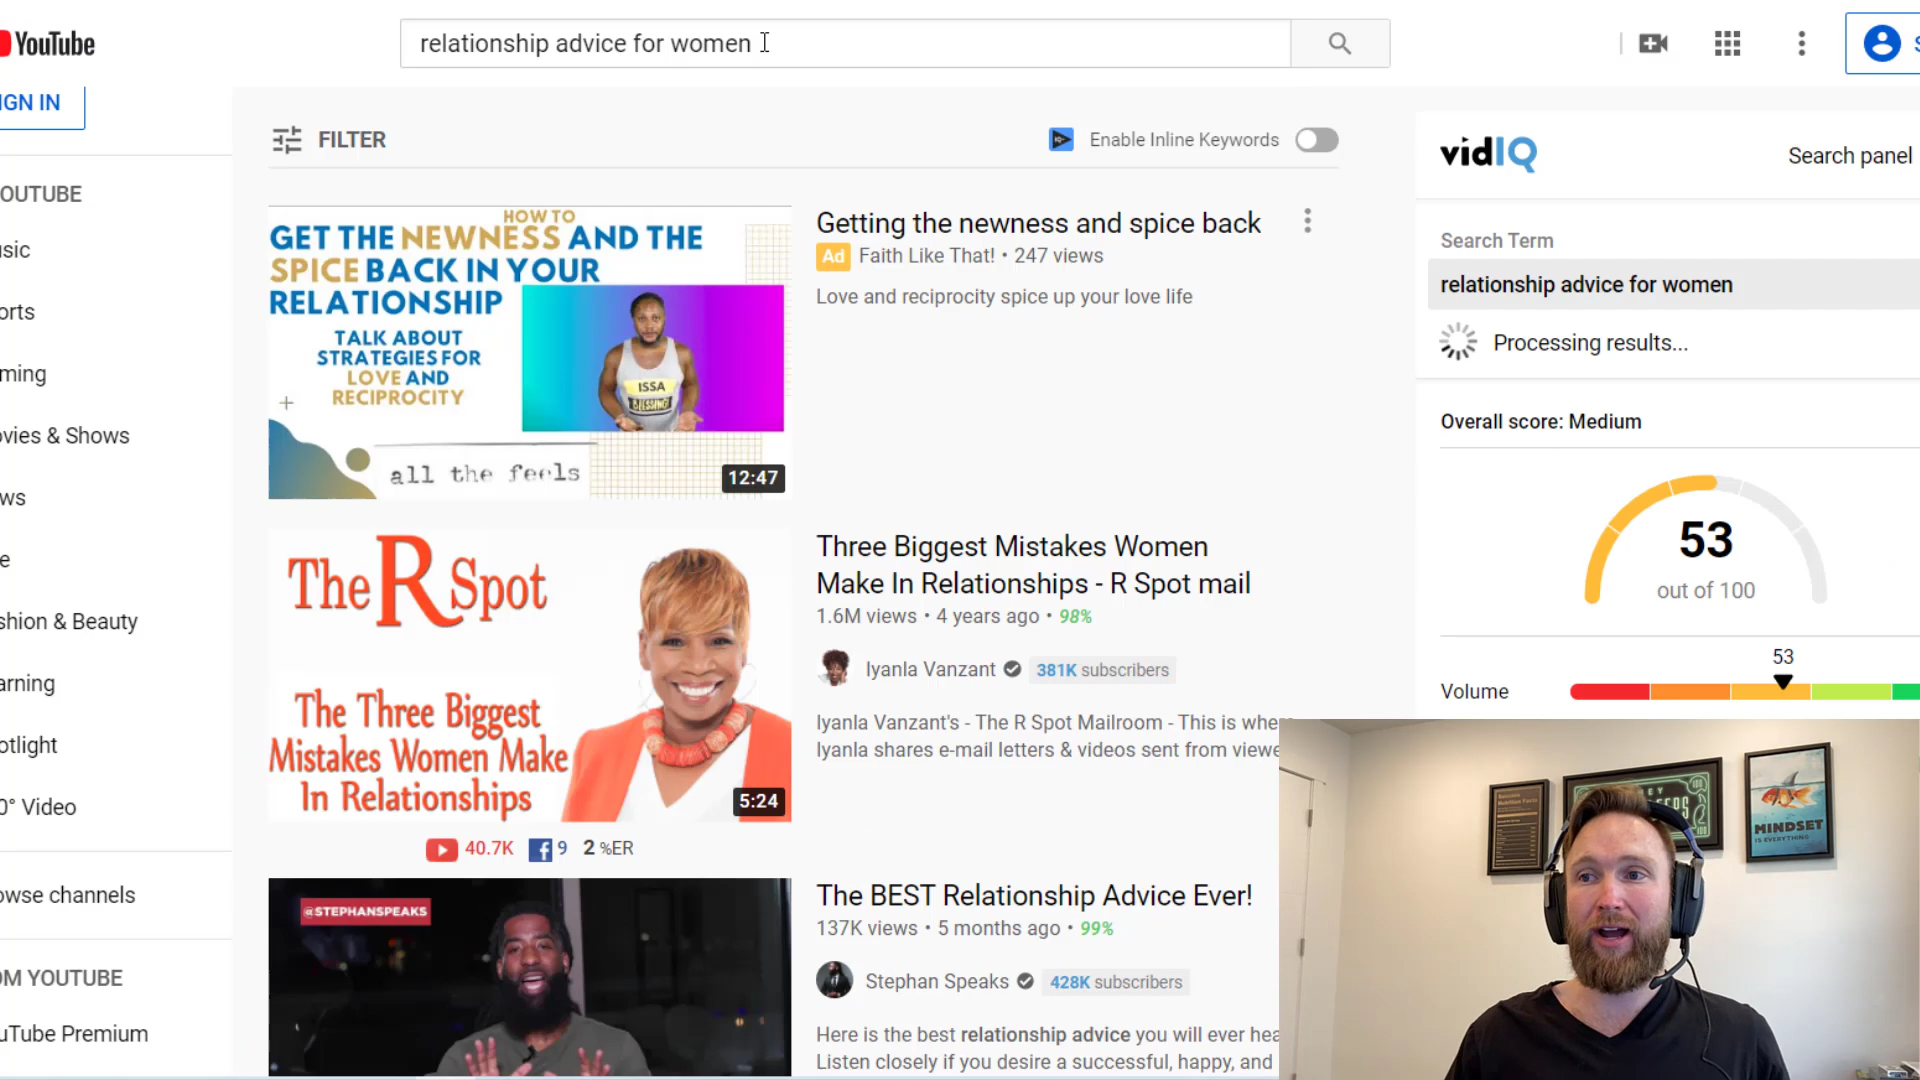 YouTube
relationship advice for women
IGN IN
OUTUBE
sic
orts
ming
ovies & Shows
ws
e
shion & Beauty
arning
otlight
0° Video
owse channels
OM YOUTUBE
uTube Premium
FILTER
Enable Inline Keywords
HOW TO
GET THE NEWNESS AND THE
SPICE BACK IN YOUR
RELATIONSHIP
TALK ABOUT
STRATEGIES FOR
LOVE AND
RECIPROCITY
ISSA
BLESSING!
all the feels
12:47
Getting the newness and spice back
Ad Faith Like That! • 247 views
Love and reciprocity spice up your love life
The R Spot
The Three Biggest
Mistakes Women Make
In Relationships
5:24
40.7K 9 2 %ER
Three Biggest Mistakes Women
Make In Relationships - R Spot mail
1.6M views • 4 years ago • 98%
Iyanla Vanzant 381K subscribers
Iyanla Vanzant's - The R Spot Mailroom - This is whe
Iyanla shares e-mail letters & videos sent from viewe
@STEPHANSPEAKS
The BEST Relationship Advice Ever!
137K views • 5 months ago • 99%
Stephan Speaks 428K subscribers
Here is the best relationship advice you will ever hea
Listen closely if you desire a successful, happy, and
vidIQ
Search panel
Search Term
relationship advice for women
Processing results...
Overall score: Medium
53
out of 100
53
Volume
MINDSET
IS EVERYTHING